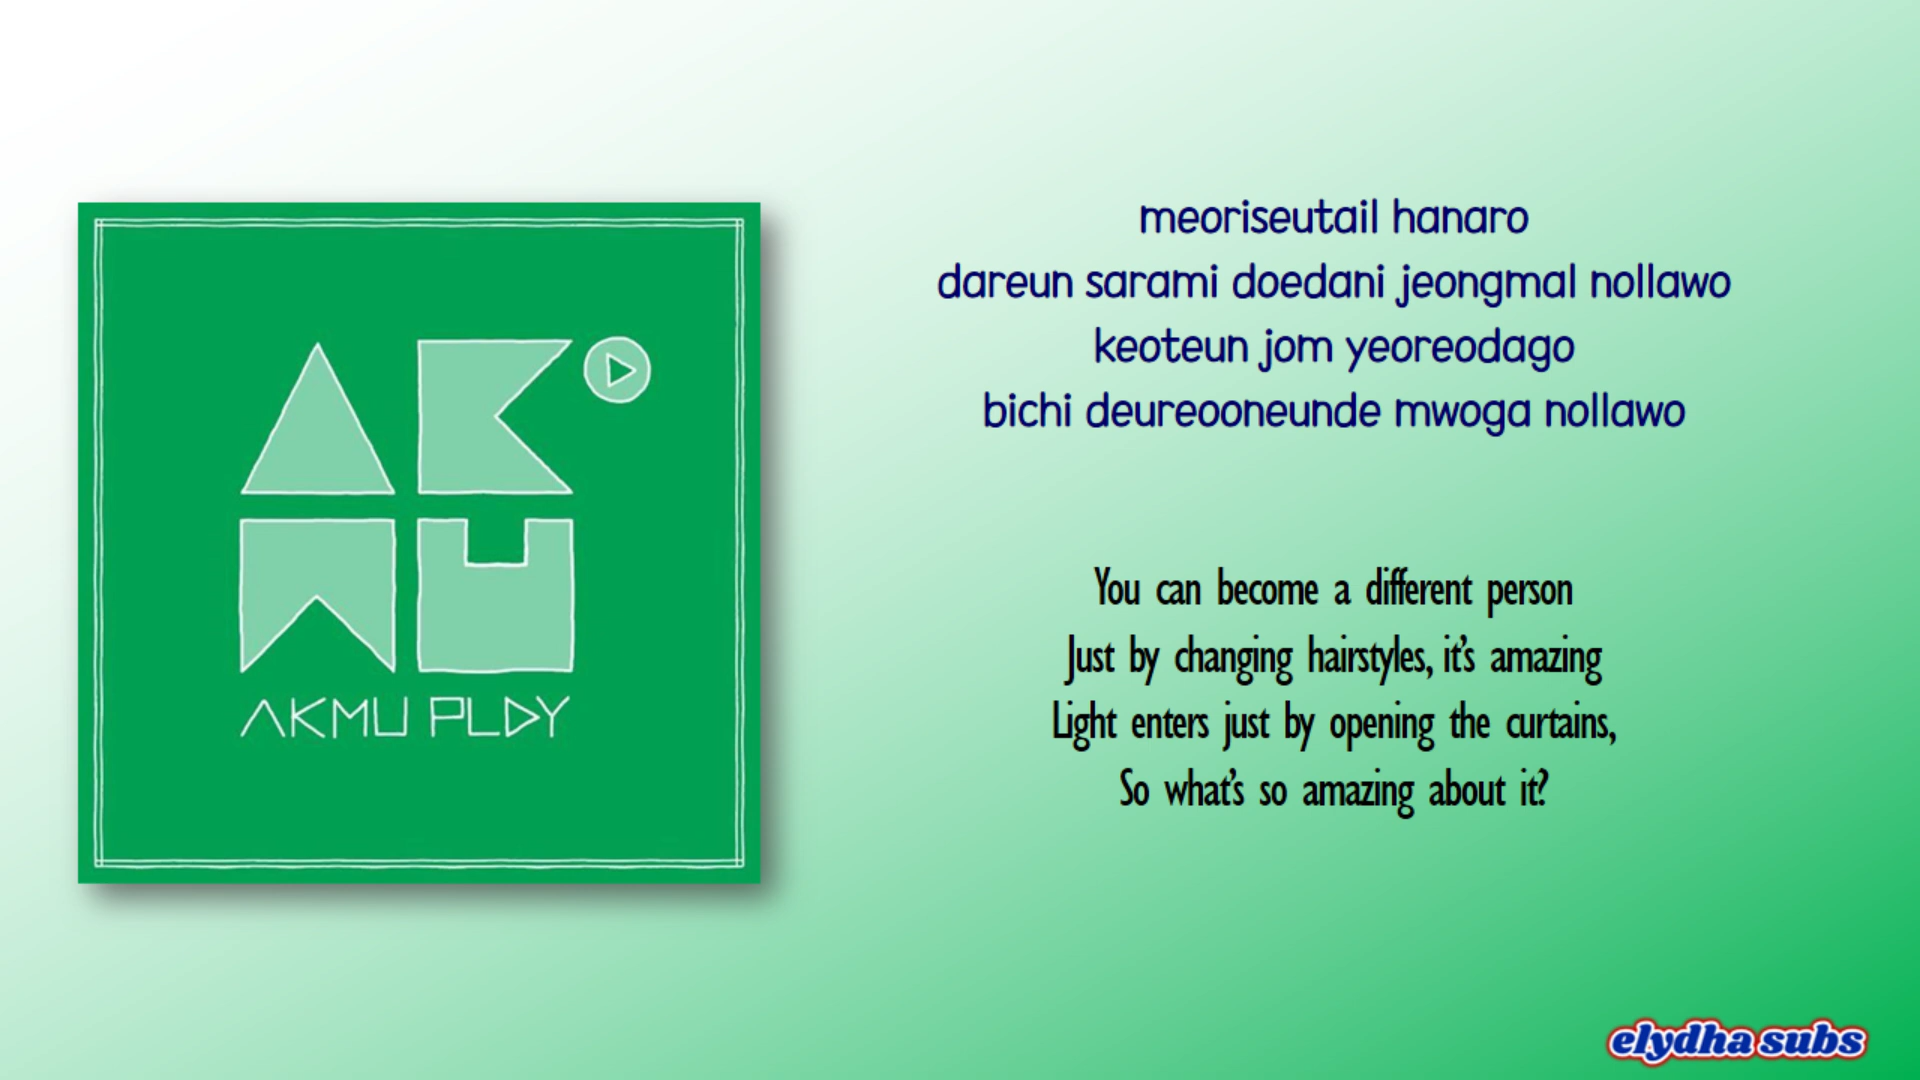 AK
MU
AKMU PLAY
meoriseutail hanaro
dareun sarami doedani jeongmal nollawo
keoteun jom yeoreodago
bichi deureooneunde mwoga nollawo
You can become a different person
Just by changing hairstyles, it's amazing
Light enters just by opening the curtains,
So what's so amazing about it?
elydha subs